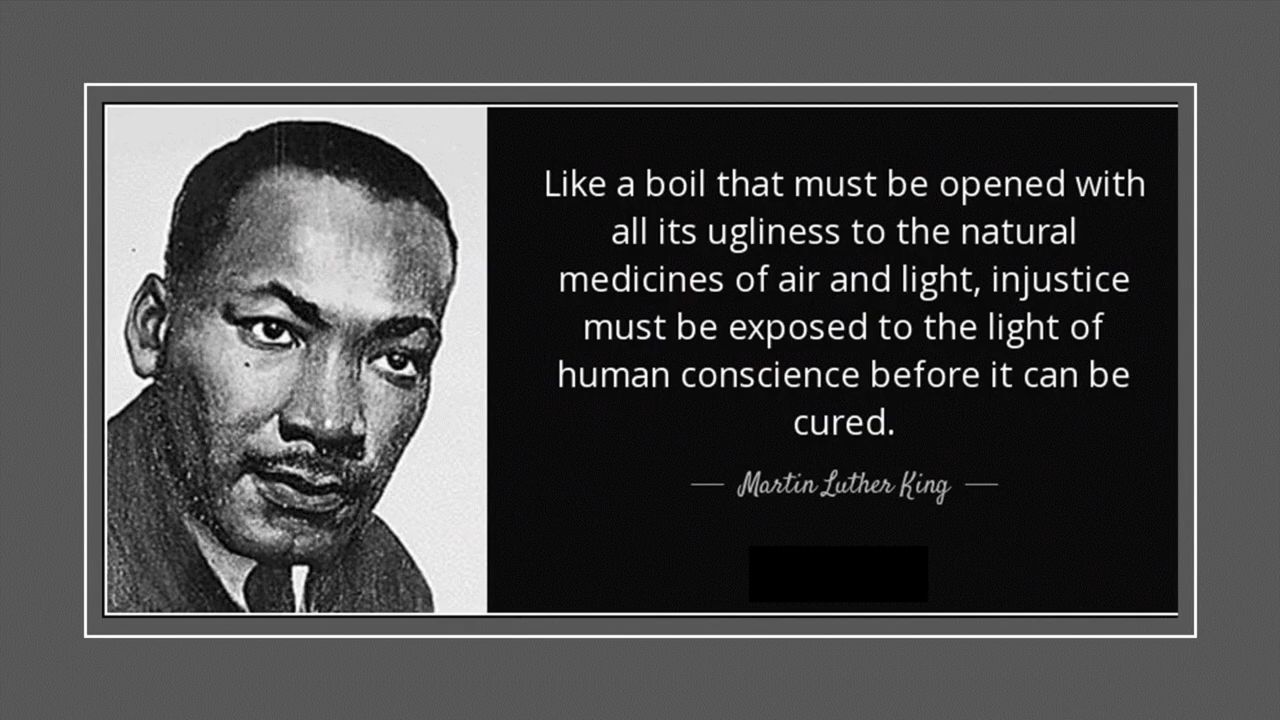 Like a boil that must be opened with
all its ugliness to the natural
medicines of air and light, injustice
must be exposed to the light of
human conscience before it can be
cured.
Martin Luther King